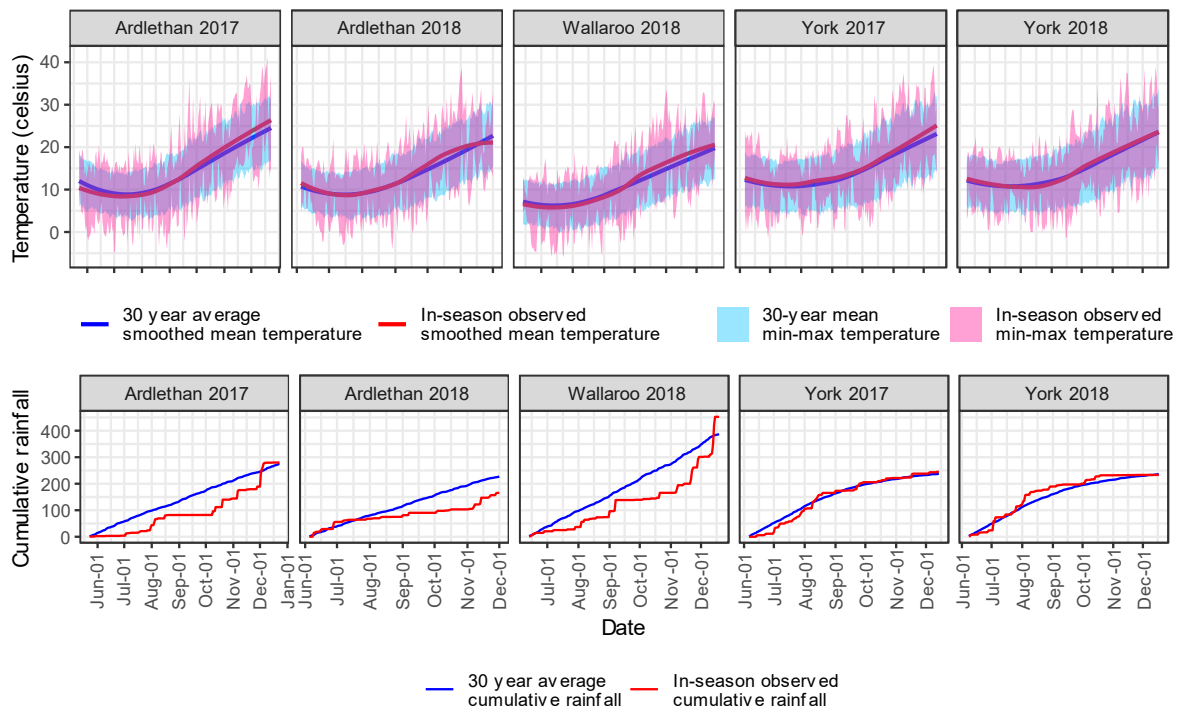 Ardlethan 2017 Ardlethan 2018 Wallaroo 2018 York 2017 York 2018
Temperature (celsius)
40
30
20
10
0
30 year average smoothed mean temperature
In-season observed smoothed mean temperature
30-year mean min-max temperature
In-season observed min-max temperature
Ardlethan 2017 Ardlethan 2018 Wallaroo 2018 York 2017 York 2018
Cumulative rainfall
400
300
200
100
0
Jun-01 Jul-01 Aug-01 Sep-01 Oct-01 Nov-01 Dec-01 Jan-01
Jun-01 Jul-01 Aug-01 Sep-01 Oct-01 Nov-01 Dec-01
Jun-01 Jul-01 Aug-01 Sep-01 Oct-01 Nov-01 Dec-01
Jun-01 Jul-01 Aug-01 Sep-01 Oct-01 Nov-01 Dec-01
Jun-01 Jul-01 Aug-01 Sep-01 Oct-01 Nov-01 Dec-01
Date
30 year average cumulative rainfall
In-season observed cumulative rainfall